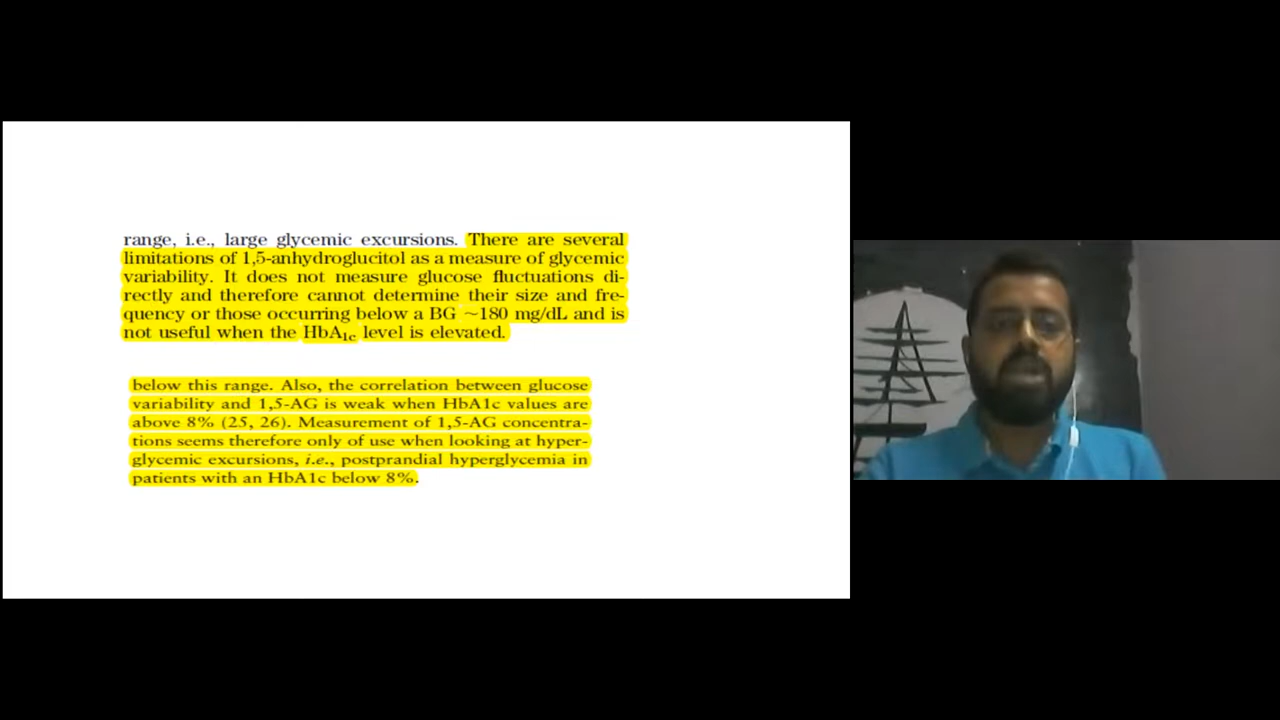 range, i.e., large glycemic excursions. There are several
limitations of 1,5-anhydroglucitol as a measure of glycemic
variability. It does not measure glucose fluctuations di-
rectly and therefore cannot determine their size and fre-
quency or those occurring below a BG ~180 mg/dL and is
not useful when the HbA1c level is elevated.
below this range. Also, the correlation between glucose
variability and 1,5-AG is weak when HbA1c values are
above 8% (25, 26). Measurement of 1,5-AG concentra-
tions seems therefore only of use when looking at hyper-
glycemic excursions, i.e., postprandial hyperglycemia in
patients with an HbA1c below 8%.